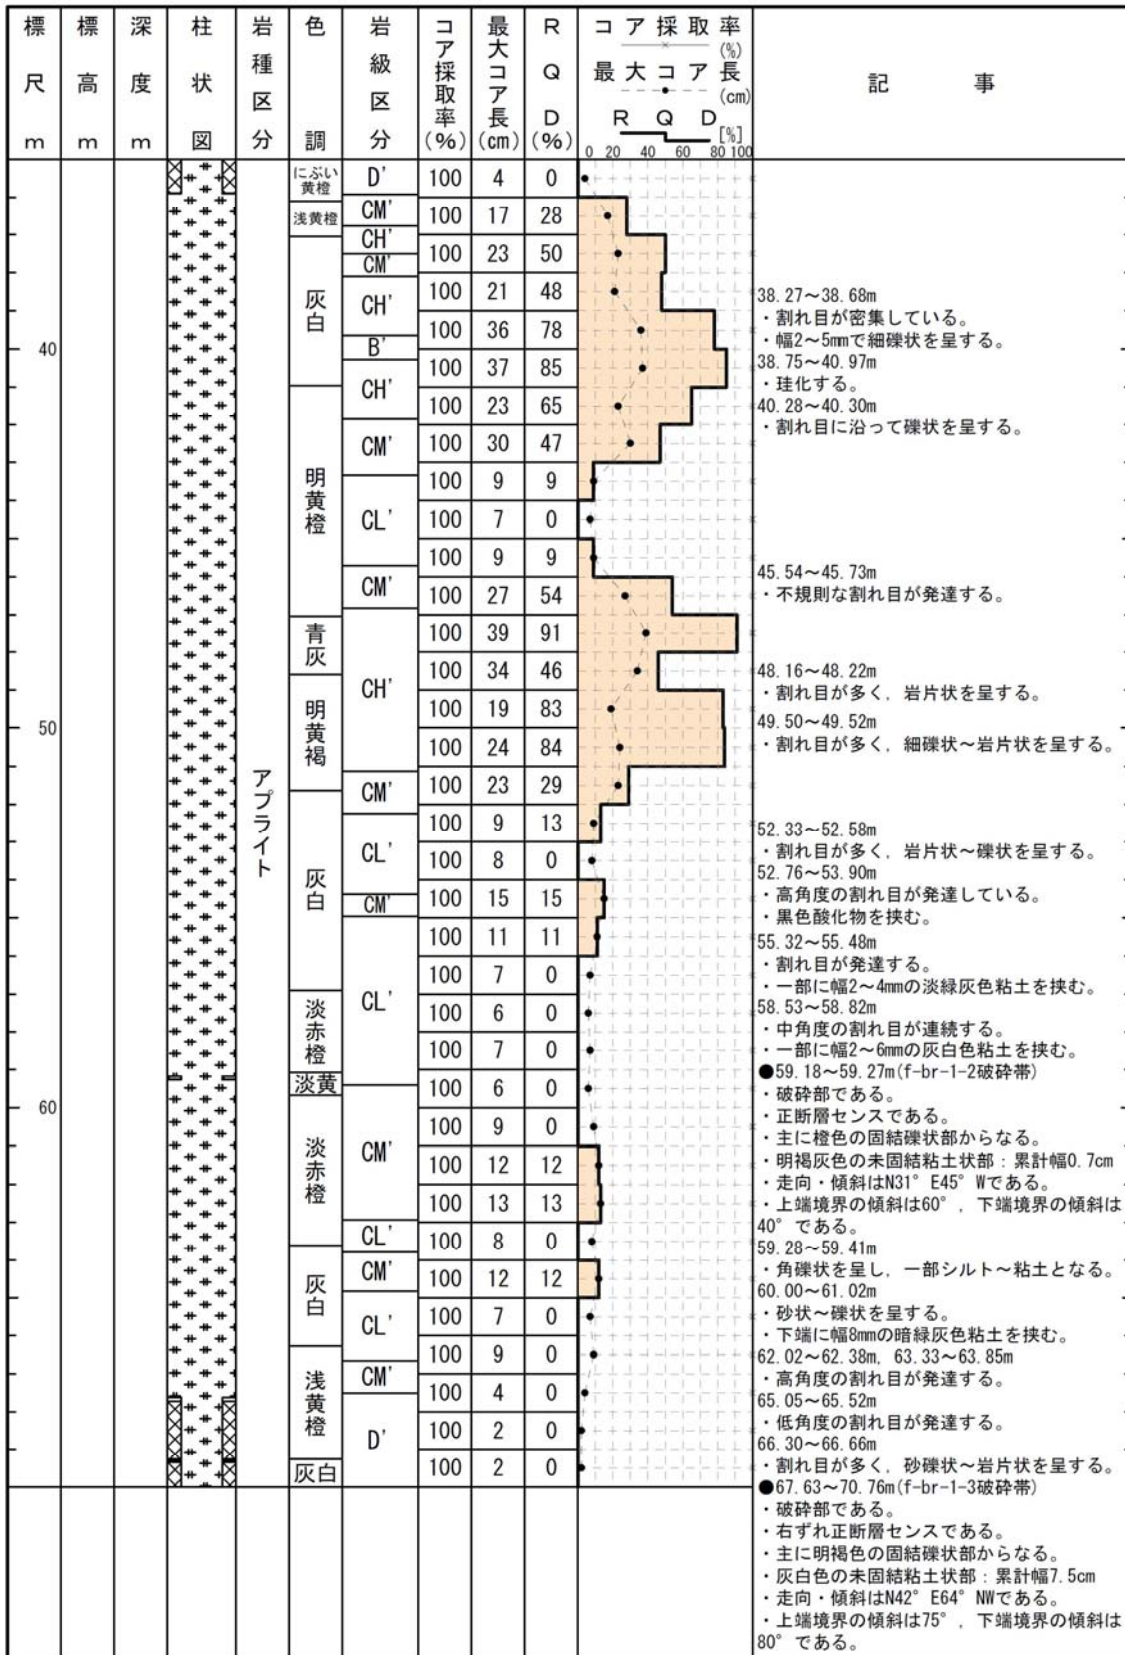 標尺 m
標高 m
深度 m
柱状図
岩種区分
色調
岩級区分
コア採取率(%)
最大コア長(cm)
RQD(%)
コア採取率
(%)
最大コア長
(cm)
RQD
[%]
0 20 40 60 80 100
記事
40
50
60
アプライト
にぶい黄橙
浅黄橙
灰白
明黄橙
青灰
明黄褐
灰白
淡赤橙
淡黄
淡赤橙
灰白
浅黄橙
灰白
D'
CM'
CH'
CM'
CH'
B'
CH'
CM'
CL'
CM'
CH'
CM'
CL'
CM'
CL'
CM'
CL'
CM'
CL'
CM'
D'
100 4 0
100 17 28
100 23 50
100 21 48
100 36 78
100 37 85
100 23 65
100 30 47
100 9 9
100 7 0
100 9 9
100 27 54
100 39 91
100 34 46
100 19 83
100 24 84
100 23 29
100 9 13
100 8 0
100 15 15
100 11 11
100 7 0
100 6 0
100 7 0
100 6 0
100 9 0
100 12 12
100 13 13
100 8 0
100 12 12
100 7 0
100 9 0
100 4 0
100 2 0
100 2 0
38.27～38.68m
・割れ目が密集している。
・幅2～5mmで細礫状を呈する。
38.75～40.97m
・珪化する。
40.28～40.30m
・割れ目に沿って礫状を呈する。
45.54～45.73m
・不規則な割れ目が発達する。
48.16～48.22m
・割れ目が多く，岩片状を呈する。
49.50～49.52m
・割れ目が多く，細礫状～岩片状を呈する。
52.33～52.58m
・割れ目が多く，岩片状～礫状を呈する。
52.76～53.90m
・高角度の割れ目が発達している。
・黒色酸化物を挟む。
55.32～55.48m
・割れ目が発達する。
・一部に幅2～4mmの淡緑灰色粘土を挟む。
58.53～58.82m
・中角度の割れ目が連続する。
・一部に幅2～6mmの灰白色粘土を挟む。
●59.18～59.27m(f-br-1-2破砕帯)
・破砕部である。
・正断層センスである。
・主に橙色の固結礫状部からなる。
・明褐灰色の未固結粘土状部：累計幅0.7cm
・走向・傾斜はN31°E45°Wである。
・上端境界の傾斜は60°，下端境界の傾斜は
40°である。
59.28～59.41m
・角礫状を呈し，一部シルト～粘土となる。
60.00～61.02m
・砂状～礫状を呈する。
・下端に幅8mmの暗緑灰色粘土を挟む。
62.02～62.38m，63.33～63.85m
・高角度の割れ目が発達する。
65.05～65.52m
・低角度の割れ目が発達する。
66.30～66.66m
・割れ目が多く，砂礫状～岩片状を呈する。
●67.63～70.76m(f-br-1-3破砕帯)
・破砕部である。
・右ずれ正断層センスである。
・主に明褐色の固結礫状部からなる。
・灰白色の未固結粘土状部：累計幅7.5cm
・走向・傾斜はN42°E64°NWである。
・上端境界の傾斜は75°，下端境界の傾斜は
80°である。